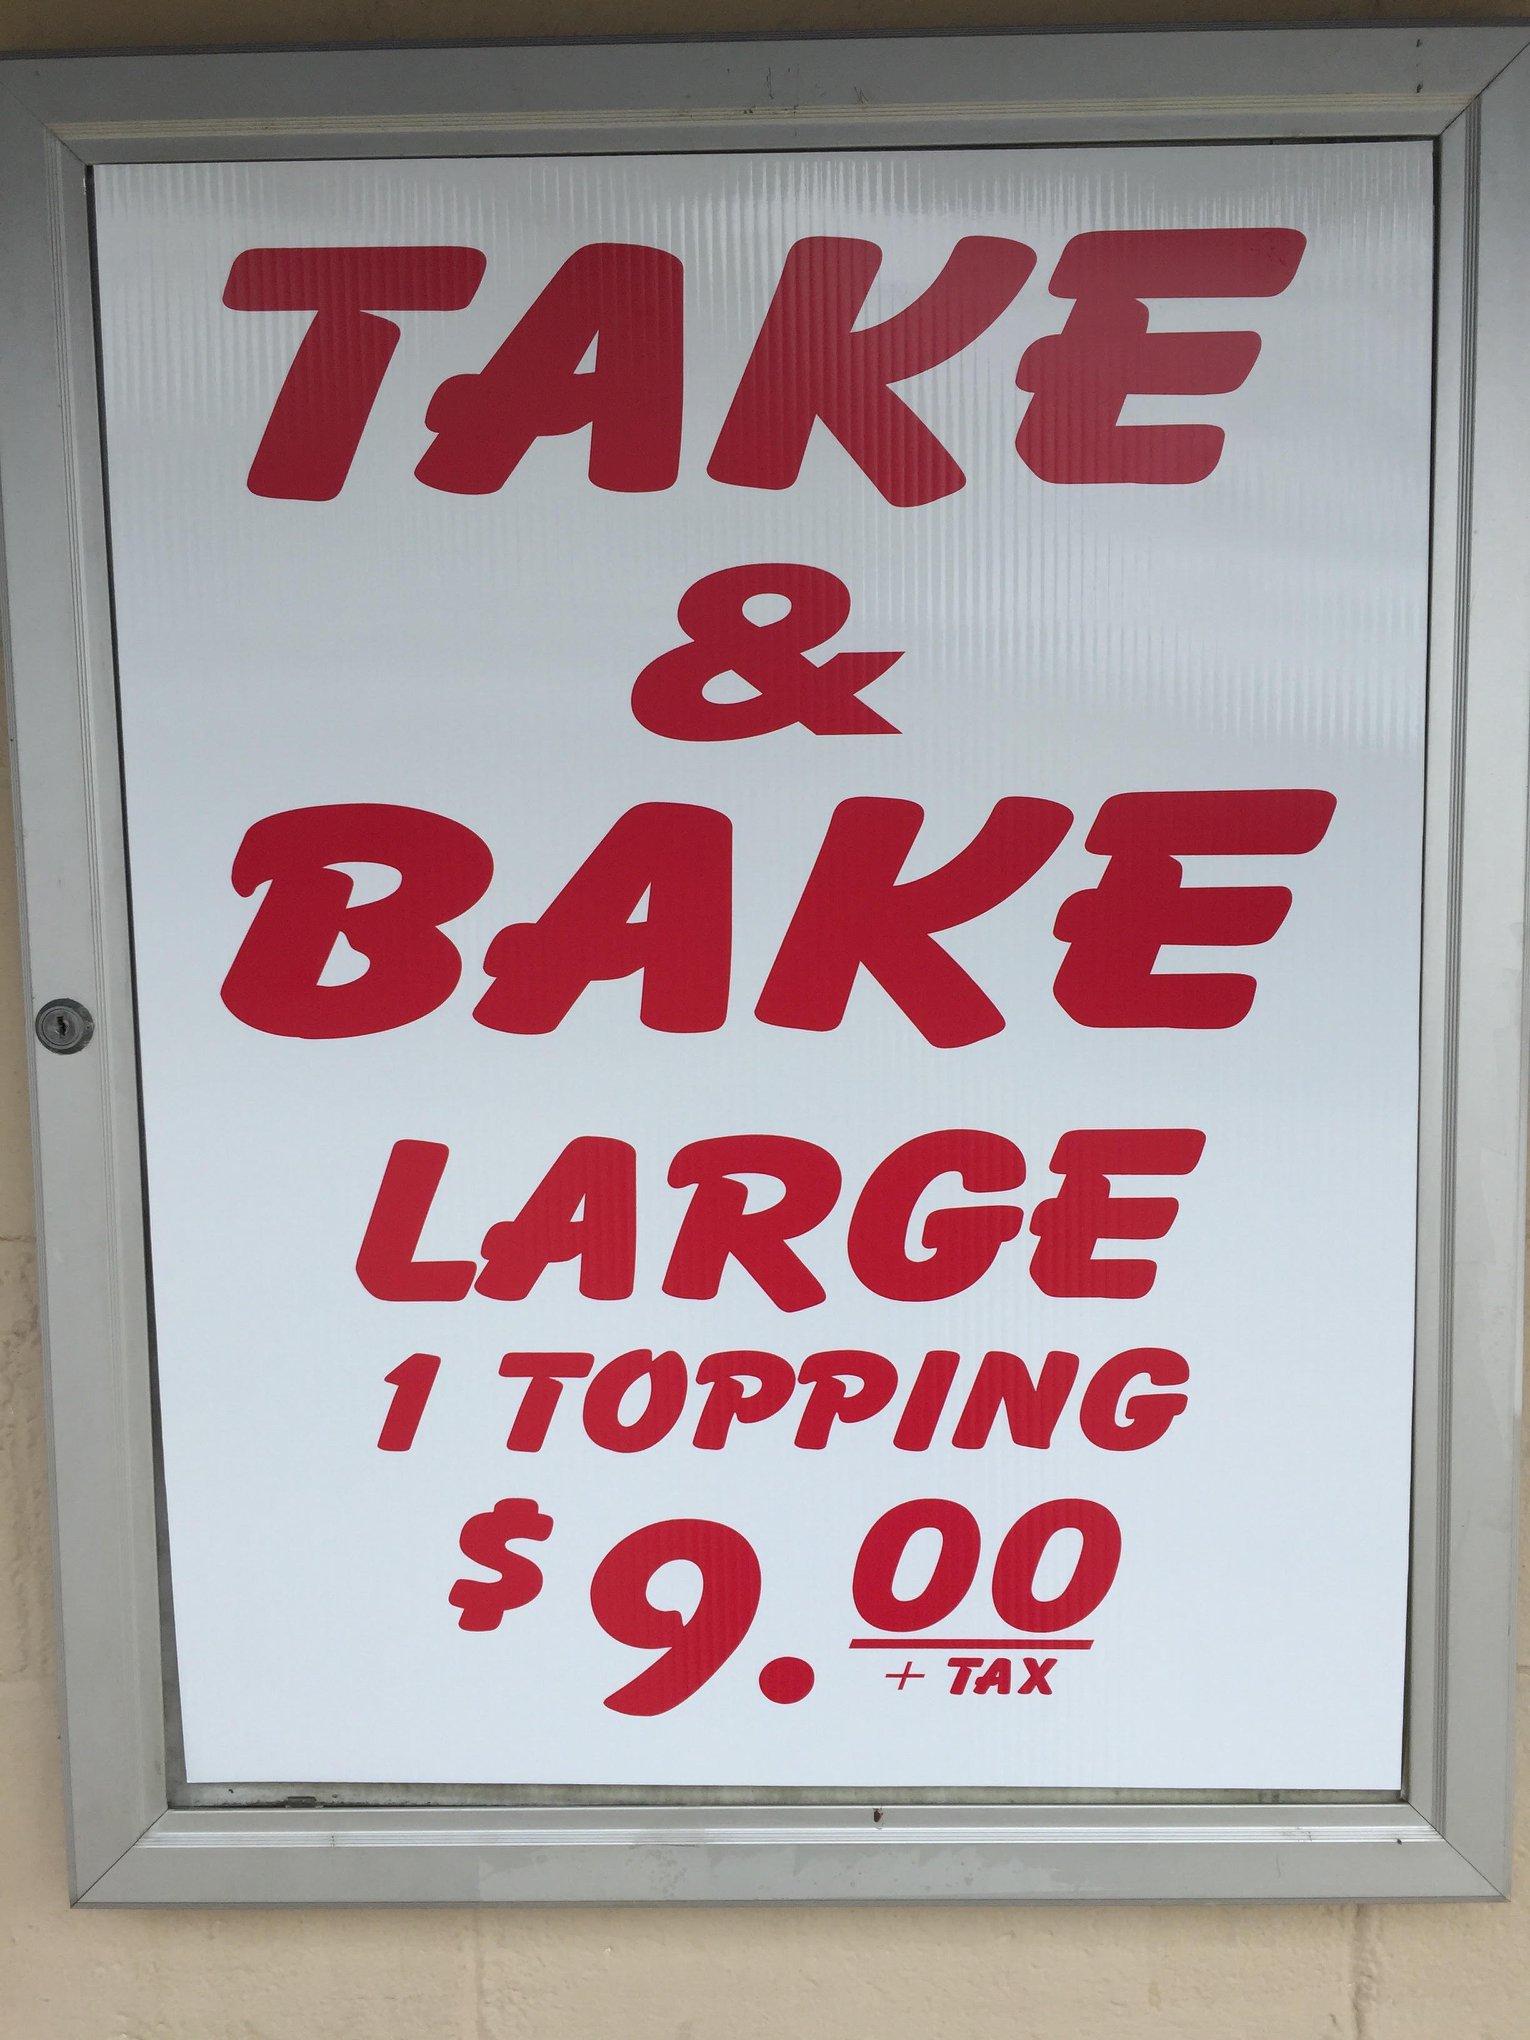 TAKE
&
BAKE
LARGE
1 TOPPING
$9.00
+ TAX